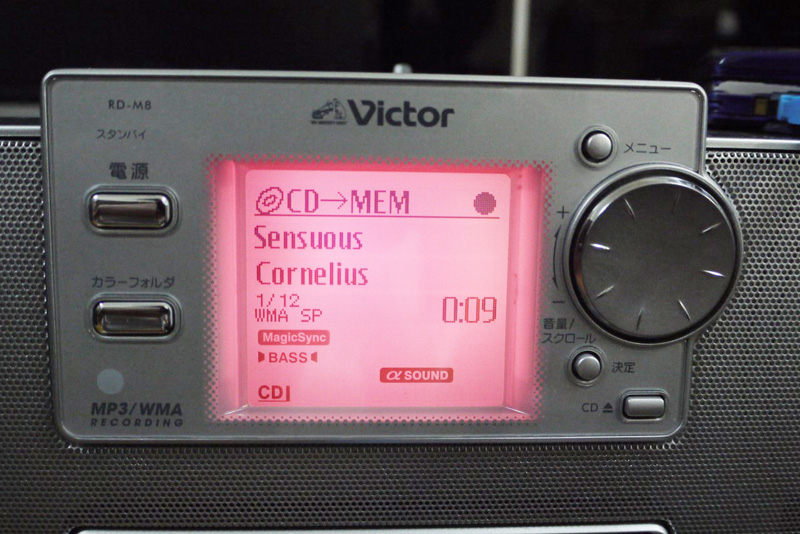 RD-M8
Victor
スタンバイ
電源
メニュー
CD→MEM
Sensuous
Cornelius
1/12
WMA SP
0:09
MagicSync
BASS
α SOUND
CD
カラーフォルダ
+
−
音量/
スクロール
決定
CD ⏏
MP3/WMA
RECORDING